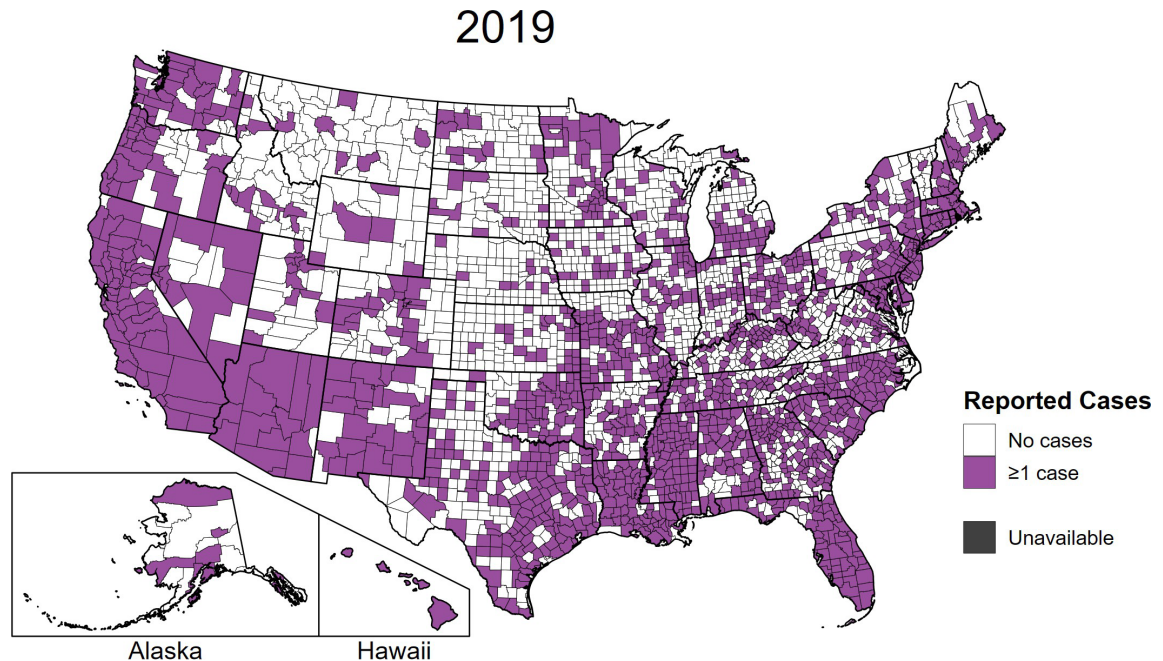 2019
Reported Cases
No cases
≥1 case
Unavailable
Alaska
Hawaii